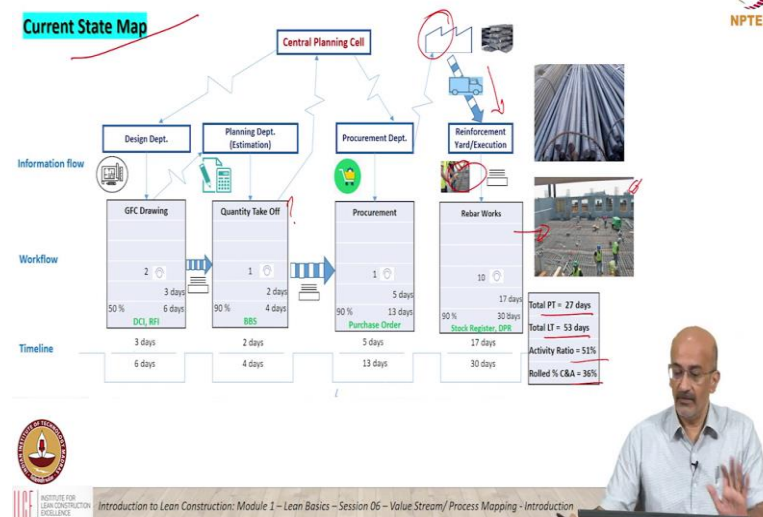 NPTE
Current State Map
Central Planning Cell
Design Dept.
Planning Dept.
(Estimation)
Procurement Dept.
Reinforcement
Yard/Execution
Information flow
GFC Drawing
Quantity Take Off
Procurement
Rebar Works
Workflow
2
1
1
10
3 days
2 days
5 days
17 days
50 %
6 days
90 %
4 days
90 %
13 days
90 %
30 days
DCI, RFI
BBS
Purchase Order
Stock Register, DPR
Total PT = 27 days
Total LT = 53 days
Activity Ratio = 51%
Rolled % C&A = 36%
Timeline
3 days
2 days
5 days
17 days
6 days
4 days
13 days
30 days
INSTITUTE FOR
LEAN CONSTRUCTION
EXCELLENCE
Introduction to Lean Construction: Module 1 – Lean Basics – Session 06 – Value Stream/ Process Mapping - Introduction